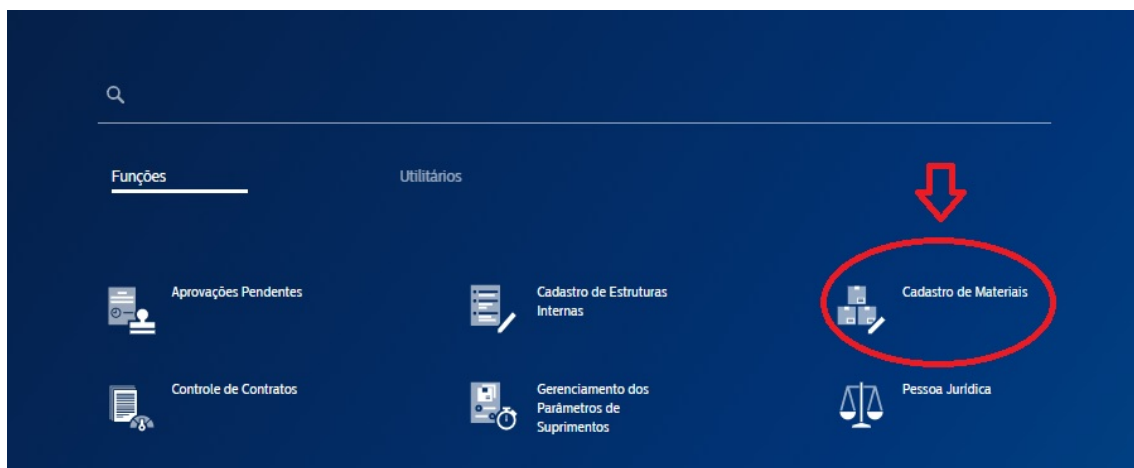 Funções
Utilitários
Aprovações Pendentes
Cadastro de Estruturas
Internas
Cadastro de Materiais
Controle de Contratos
Gerenciamento dos
Parâmetros de
Suprimentos
Pessoa Jurídica